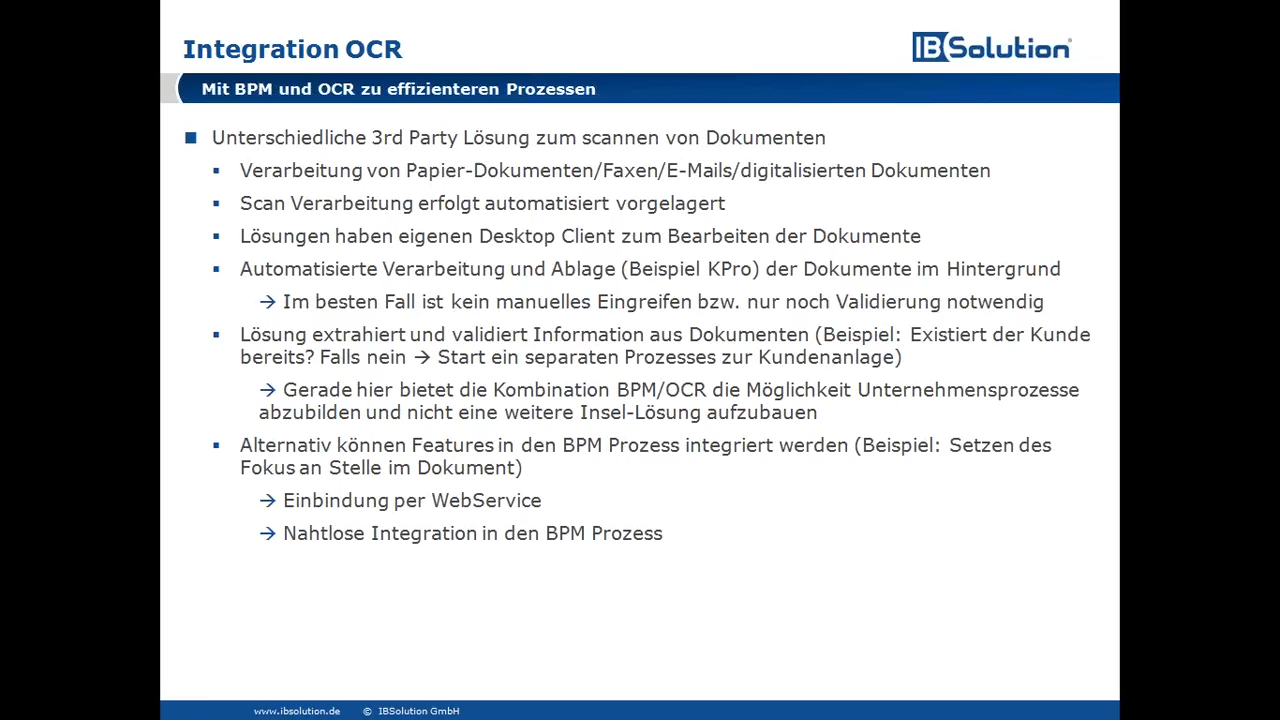 Integration OCR
IBSolution
Mit BPM und OCR zu effizienteren Prozessen
Unterschiedliche 3rd Party Lösung zum scannen von Dokumenten
Verarbeitung von Papier-Dokumenten/Faxen/E-Mails/digitalisierten Dokumenten
Scan Verarbeitung erfolgt automatisiert vorgelagert
Lösungen haben eigenen Desktop Client zum Bearbeiten der Dokumente
Automatisierte Verarbeitung und Ablage (Beispiel KPro) der Dokumente im Hintergrund
→ Im besten Fall ist kein manuelles Eingreifen bzw. nur noch Validierung notwendig
Lösung extrahiert und validiert Information aus Dokumenten (Beispiel: Existiert der Kunde
bereits? Falls nein → Start ein separaten Prozesses zur Kundenanlage)
→ Gerade hier bietet die Kombination BPM/OCR die Möglichkeit Unternehmensprozesse
abzubilden und nicht eine weitere Insel-Lösung aufzubauen
Alternativ können Features in den BPM Prozess integriert werden (Beispiel: Setzen des
Fokus an Stelle im Dokument)
→ Einbindung per WebService
→ Nahtlose Integration in den BPM Prozess
www.ibsolution.de © IBSolution GmbH